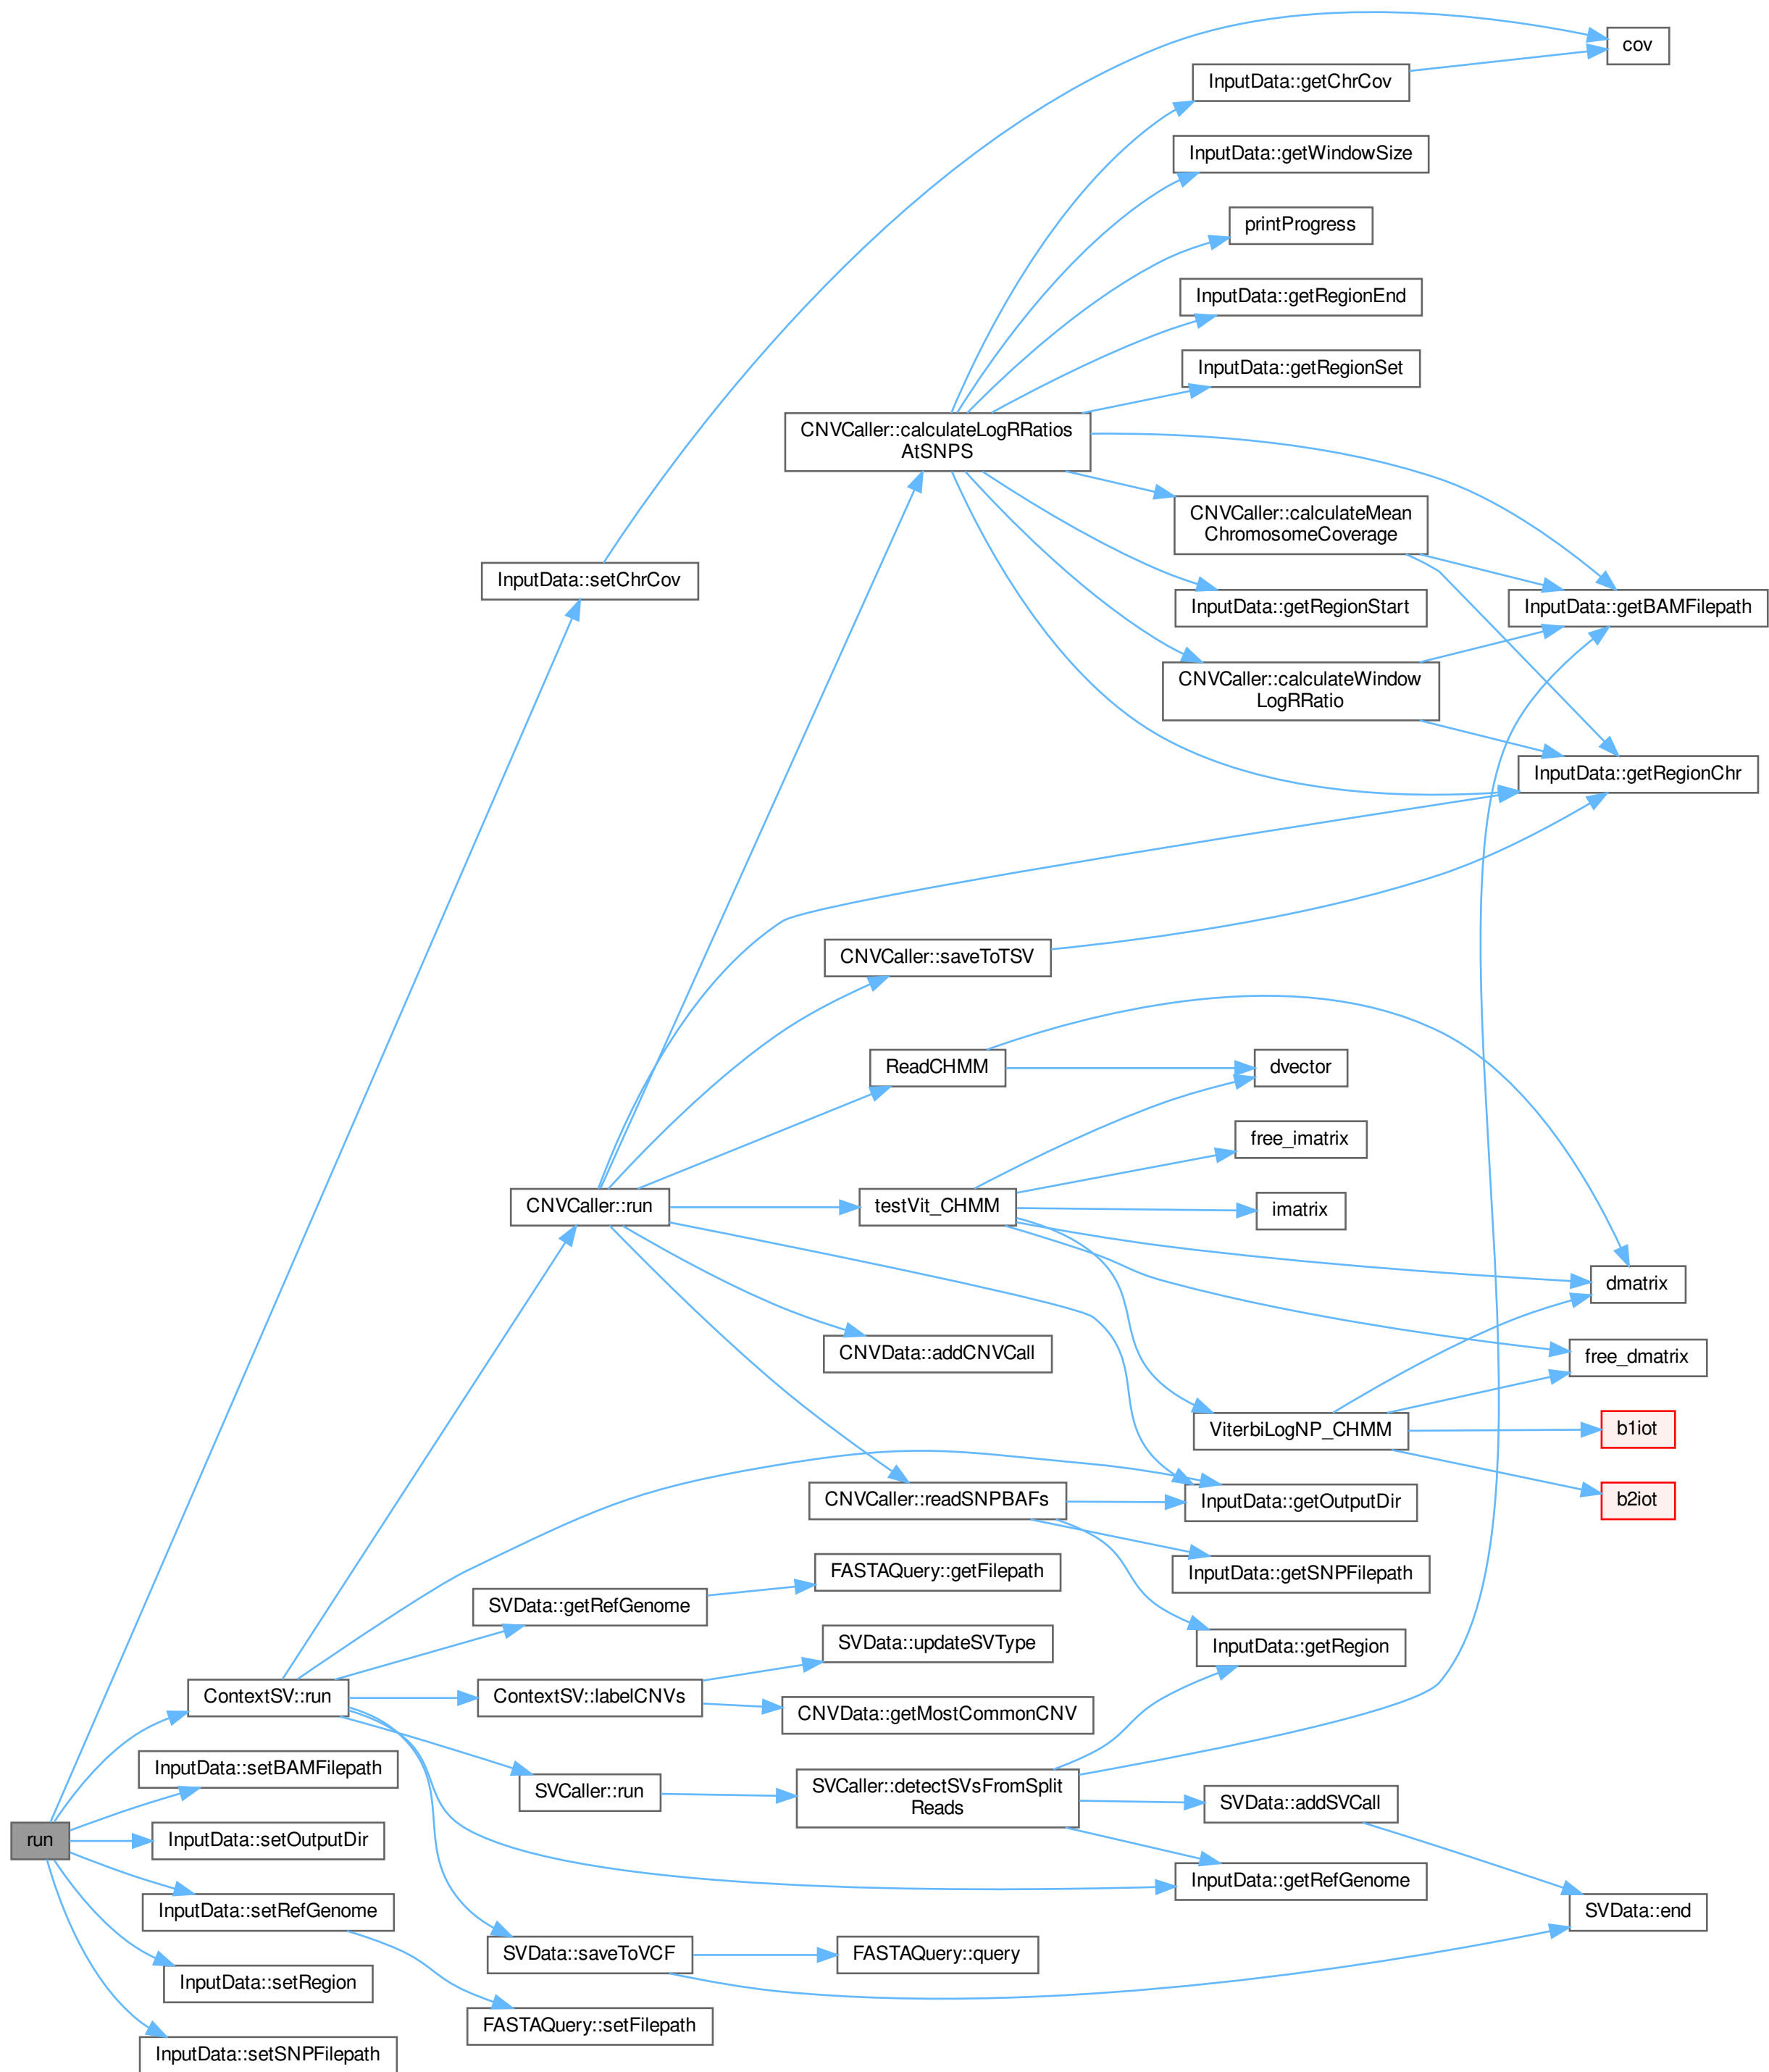 cov
InputData::getChrCov
InputData::getWindowSize
printProgress
InputData::getRegionEnd
InputData::getRegionSet
CNVCaller::calculateLogRRatios
AtSNPS
CNVCaller::calculateMean
ChromosomeCoverage
InputData::setChrCov
InputData::getRegionStart
InputData::getBAMFilepath
CNVCaller::calculateWindow
LogRRatio
InputData::getRegionChr
CNVCaller::saveToTSV
ReadCHMM
dvector
free_imatrix
CNVCaller::run
testVit_CHMM
imatrix
dmatrix
CNVData::addCNVCall
free_dmatrix
ViterbiLogNP_CHMM
b1iot
CNVCaller::readSNPBAFs
InputData::getOutputDir
b2iot
FASTAQuery::getFilepath
InputData::getSNPFilepath
SVData::getRefGenome
SVData::updateSVType
InputData::getRegion
ContextSV::run
ContextSV::labelCNVs
CNVData::getMostCommonCNV
InputData::setBAMFilepath
SVCaller::run
SVCaller::detectSVsFromSplit
Reads
SVData::addSVCall
run
InputData::setOutputDir
InputData::getRefGenome
InputData::setRefGenome
SVData::end
SVData::saveToVCF
FASTAQuery::query
InputData::setRegion
FASTAQuery::setFilepath
InputData::setSNPFilepath